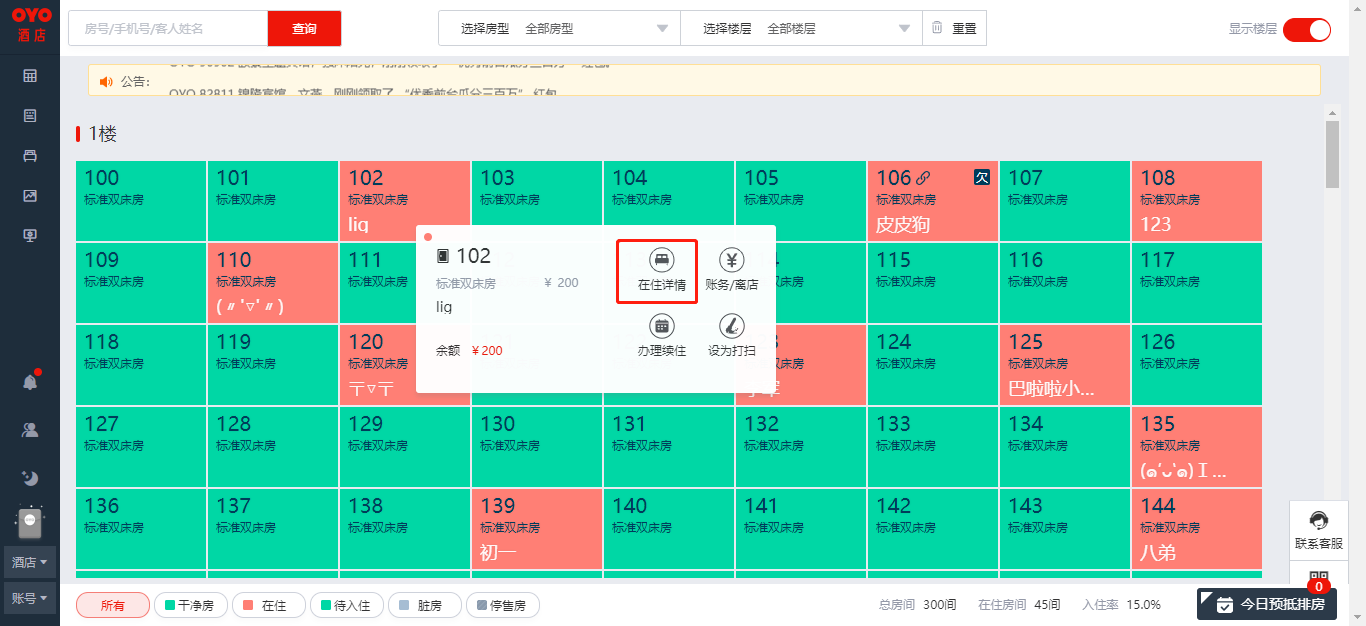 OYO
酒店
房号/手机号/客人姓名
查询
选择房型 全部房型
选择楼层 全部楼层
重置
显示楼层
公告:
OYO 82811 锦隆宾馆，文燕，刚刚领取了“优秀前台瓜分三百万”红包
1楼
100 101 102 103 104 105 106 欠 107 108
标准双床房 标准双床房 标准双床房 标准双床房 标准双床房 标准双床房 标准双床房 标准双床房 标准双床房
lig 皮皮狗 123
109 110 111 115 116 117
标准双床房 标准双床房 标准双床房 标准双床房 标准双床房 标准双床房
(〃'▽'〃)
102
标准双床房 ¥ 200
lig
余额 ¥200
在住详情 账务/离店
办理续住 设为打扫
118 119 120 124 125 126
标准双床房 标准双床房 标准双床房 标准双床房 标准双床房 标准双床房
〒▽〒 巴啦啦小...
127 128 129 130 131 132 133 134 135
标准双床房 标准双床房 标准双床房 标准双床房 标准双床房 标准双床房 标准双床房 标准双床房 标准双床房
(๑'ᴗ'๑)工...
136 137 138 139 140 141 142 143 144
标准双床房 标准双床房 标准双床房 标准双床房 标准双床房 标准双床房 标准双床房 标准双床房 标准双床房
初一 八弟
酒店
账号
联系客服
0
今日预抵排房
所有 干净房 在住 待入住 脏房 停售房
总房间 300间 在住房间 45间 入住率 15.0%